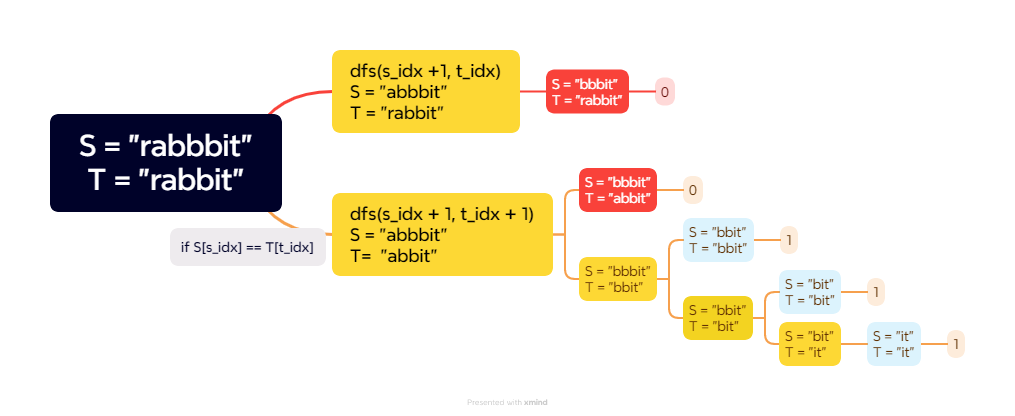 S = "rabbbit"
T = "rabbit"
dfs(s_idx +1, t_idx)
S = "abbbit"
T = "rabbit"
S = "bbbit"
T = "rabbit"
0
if S[s_idx] == T[t_idx]
dfs(s_idx + 1, t_idx + 1)
S = "abbbit"
T=  "abbit"
S = "bbbit"
T = "abbit"
0
S = "bbbit"
T = "bbit"
S = "bbit"
T = "bbit"
1
S = "bbit"
T = "bit"
S = "bit"
T = "bit"
1
S = "bit"
T = "it"
S = "it"
T = "it"
1
Presented with xmind